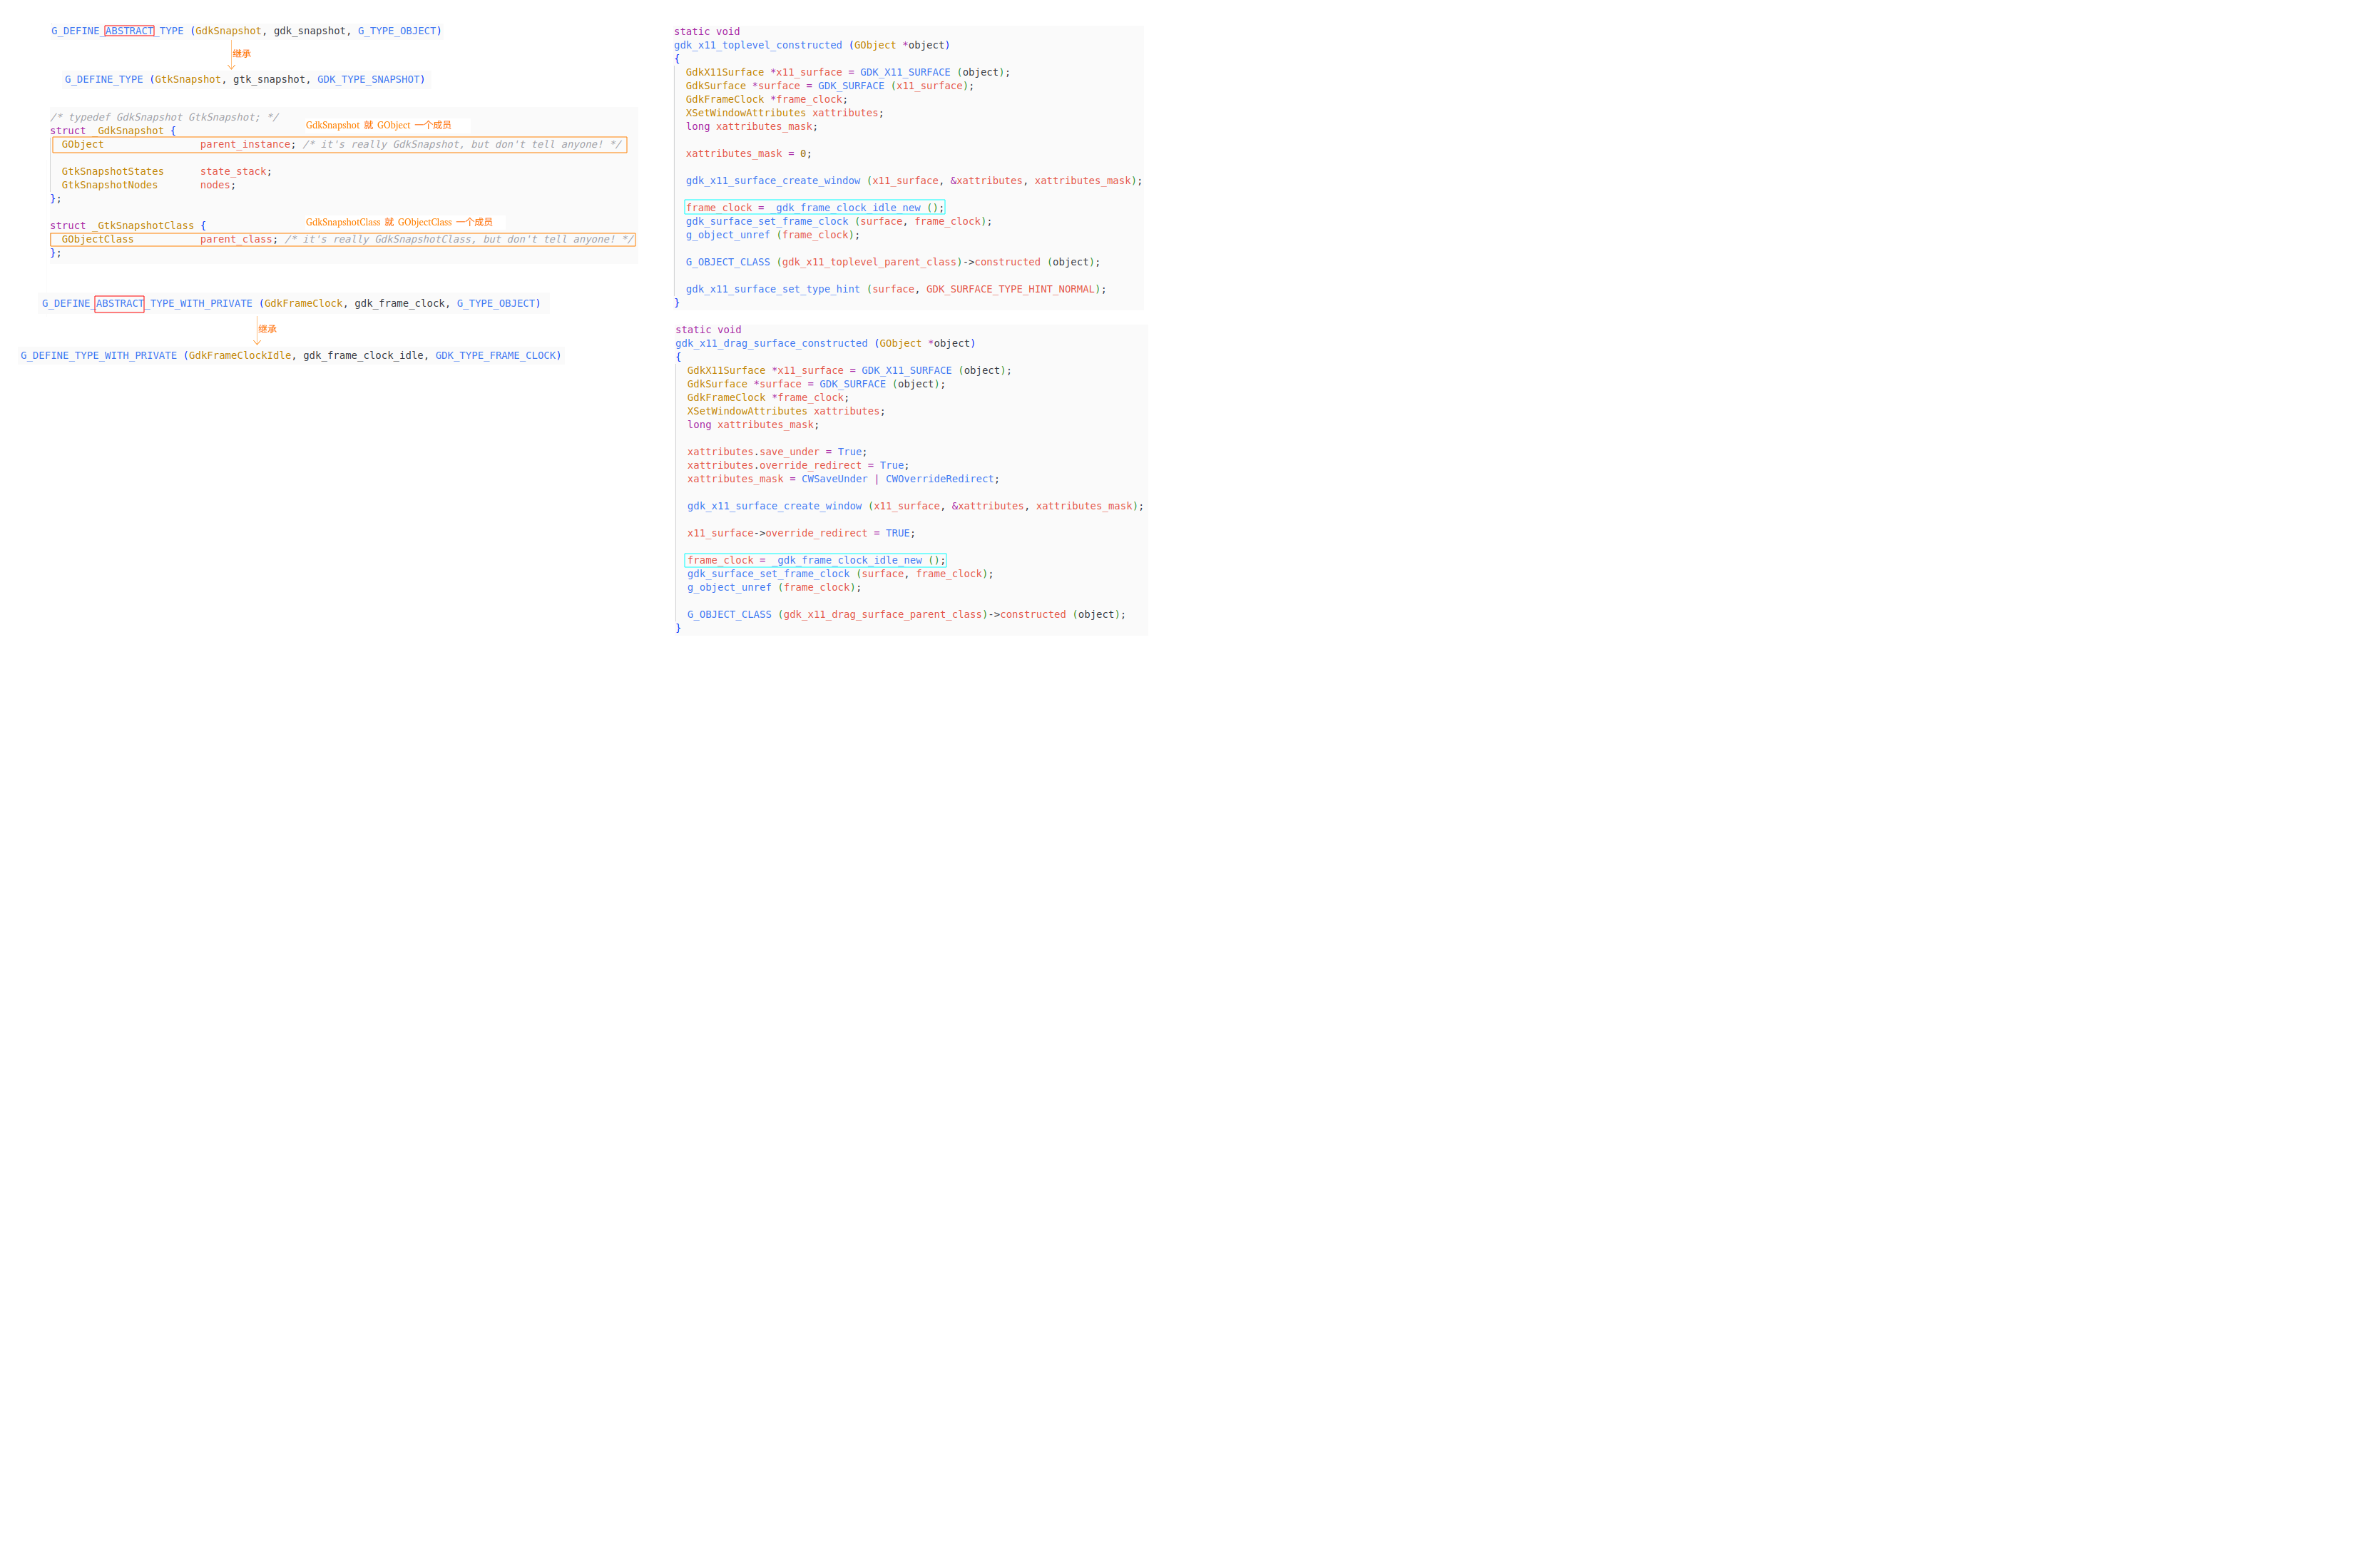 G_DEFINE_ABSTRACT_TYPE (GdkSnapshot, gdk_snapshot, G_TYPE_OBJECT)
继承
G_DEFINE_TYPE (GtkSnapshot, gtk_snapshot, GDK_TYPE_SNAPSHOT)
/* typedef GdkSnapshot GtkSnapshot; */
GdkSnapshot 就 GObject 一个成员
struct _GdkSnapshot {
GObject parent_instance; /* it's really GdkSnapshot, but don't tell anyone! */
GtkSnapshotStates state_stack;
GtkSnapshotNodes nodes;
};
GdkSnapshotClass 就 GObjectClass 一个成员
struct _GtkSnapshotClass {
GObjectClass parent_class; /* it's really GdkSnapshotClass, but don't tell anyone! */
};
G_DEFINE_ABSTRACT_TYPE_WITH_PRIVATE (GdkFrameClock, gdk_frame_clock, G_TYPE_OBJECT)
继承
G_DEFINE_TYPE_WITH_PRIVATE (GdkFrameClockIdle, gdk_frame_clock_idle, GDK_TYPE_FRAME_CLOCK)
static void
gdk_x11_toplevel_constructed (GObject *object)
{
GdkX11Surface *x11_surface = GDK_X11_SURFACE (object);
GdkSurface *surface = GDK_SURFACE (x11_surface);
GdkFrameClock *frame_clock;
XSetWindowAttributes xattributes;
long xattributes_mask;
xattributes_mask = 0;
gdk_x11_surface_create_window (x11_surface, &xattributes, xattributes_mask);
frame_clock = _gdk_frame_clock_idle_new ();
gdk_surface_set_frame_clock (surface, frame_clock);
g_object_unref (frame_clock);
G_OBJECT_CLASS (gdk_x11_toplevel_parent_class)->constructed (object);
gdk_x11_surface_set_type_hint (surface, GDK_SURFACE_TYPE_HINT_NORMAL);
}
static void
gdk_x11_drag_surface_constructed (GObject *object)
{
GdkX11Surface *x11_surface = GDK_X11_SURFACE (object);
GdkSurface *surface = GDK_SURFACE (object);
GdkFrameClock *frame_clock;
XSetWindowAttributes xattributes;
long xattributes_mask;
xattributes.save_under = True;
xattributes.override_redirect = True;
xattributes_mask = CWSaveUnder | CWOverrideRedirect;
gdk_x11_surface_create_window (x11_surface, &xattributes, xattributes_mask);
x11_surface->override_redirect = TRUE;
frame_clock = _gdk_frame_clock_idle_new ();
gdk_surface_set_frame_clock (surface, frame_clock);
g_object_unref (frame_clock);
G_OBJECT_CLASS (gdk_x11_drag_surface_parent_class)->constructed (object);
}